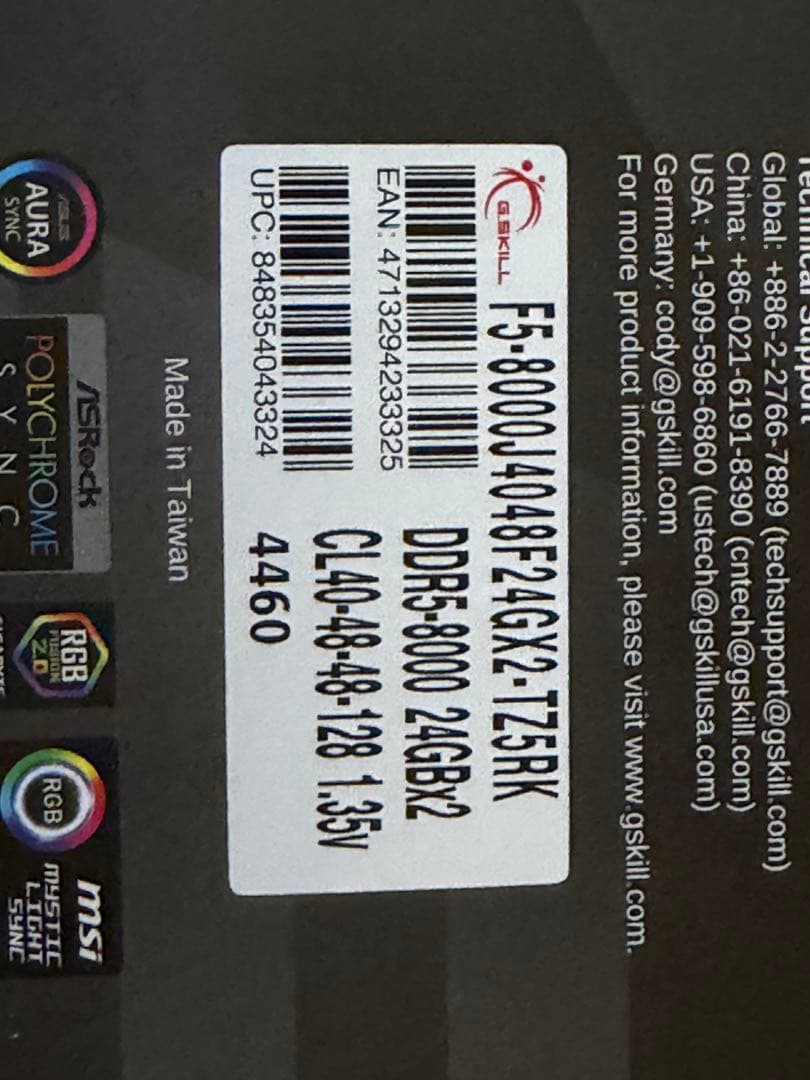 Technical Support
Global: +886-2-2766-7889 (techsupport@gskill.com)
China: +86-021-6191-8390 (cntech@gskill.com)
USA: +1-909-598-6860 (ustech@gskillusa.com)
Germany: cody@gskill.com
For more product information, please visit www.gskill.com.
G.SKILL
F5-8000J4048F24GX2-TZ5RK
EAN: 4713294233325
DDR5-8000 24GBx2
CL40-48-48-128 1.35V
UPC: 848354043324
4460
Made in Taiwan
ASUS
AURA
SYNC
ASRock
POLYCHROME
SYNC
RGB
FUSION
2.0
RGB
msi
MYSTIC
LIGHT
SYNC